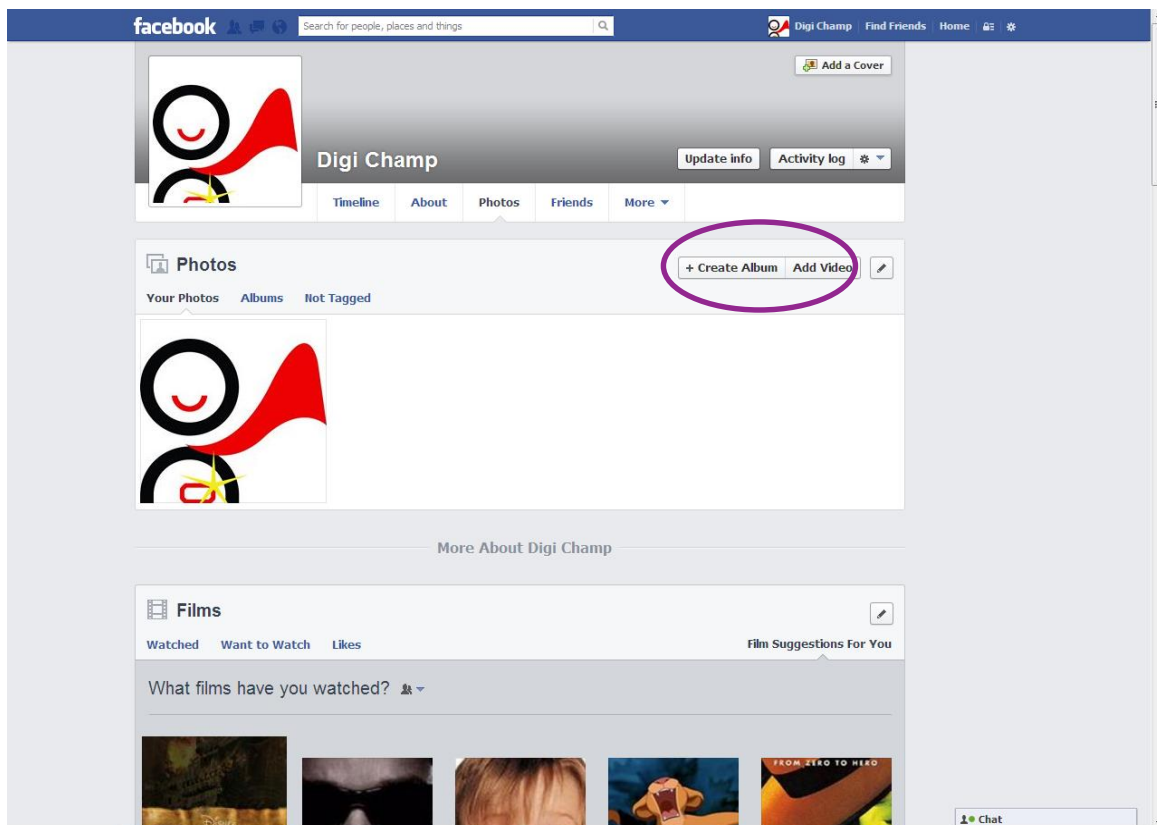 facebook Search for people, places and things Digi Champ Find Friends Home
Add a Cover
Digi Champ Update info Activity log
Timeline About Photos Friends More
Photos + Create Album Add Video
Your Photos Albums Not Tagged
More About Digi Champ
Films
Watched Want to Watch Likes Film Suggestions For You
What films have you watched?
FROM ZERO TO HERO
Disney
Chat